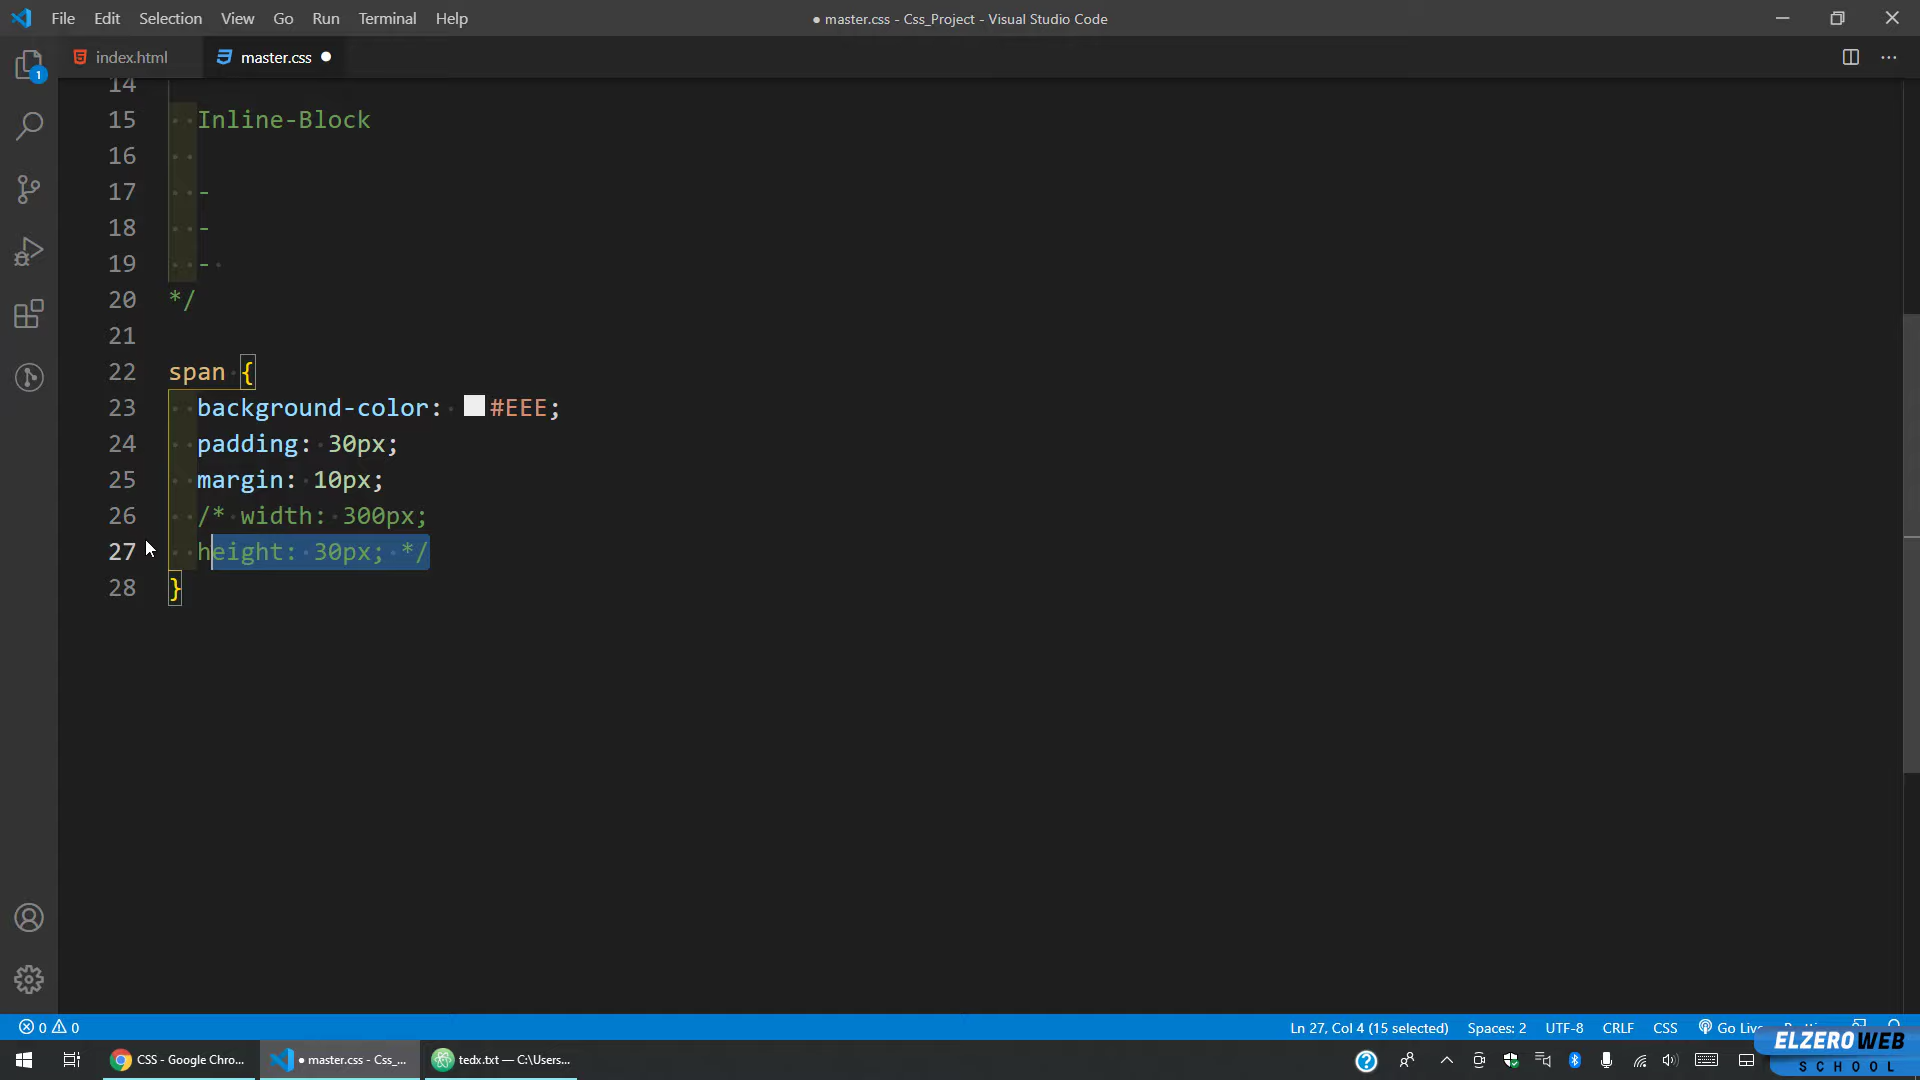 File Edit Selection View Go Run Terminal Help
● master.css - Css_Project - Visual Studio Code
index.html
master.css
1
14
15 Inline-Block
16
17 -
18 -
19 -
20 */
21
22 span {
23 background-color: #EEE;
24 padding: 30px;
25 margin: 10px;
26 /* width: 300px;
27 height: 30px; */
28 }
0 0
Ln 27, Col 4 (15 selected) Spaces: 2 UTF-8 CRLF CSS Go Live
CSS - Google Chro...
● master.css - Css_...
tedx.txt — C:\Users...
ELZEROWEB
SCHOOL